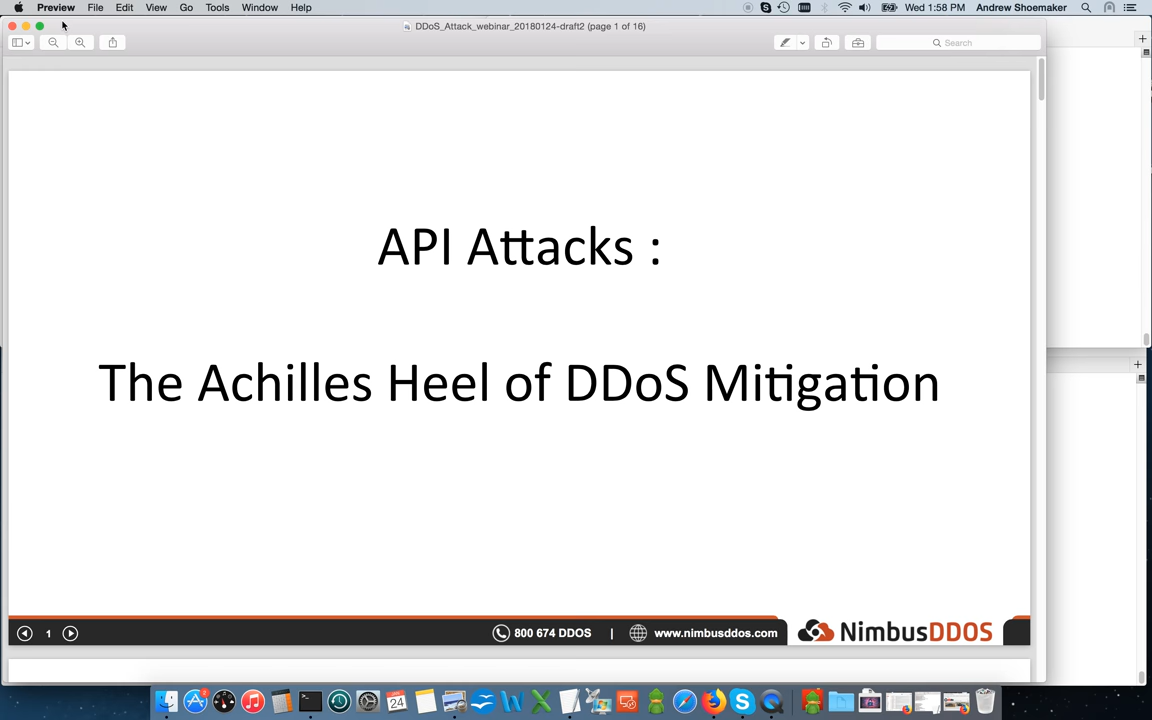 Preview File Edit View Go Tools Window Help Wed 1:58 PM Andrew Shoemaker
DDoS_Attack_webinar_20180124-draft2 (page 1 of 16)
Search
API Attacks :
The Achilles Heel of DDoS Mitigation
1 800 674 DDOS | www.nimbusddos.com NimbusDDOS
24